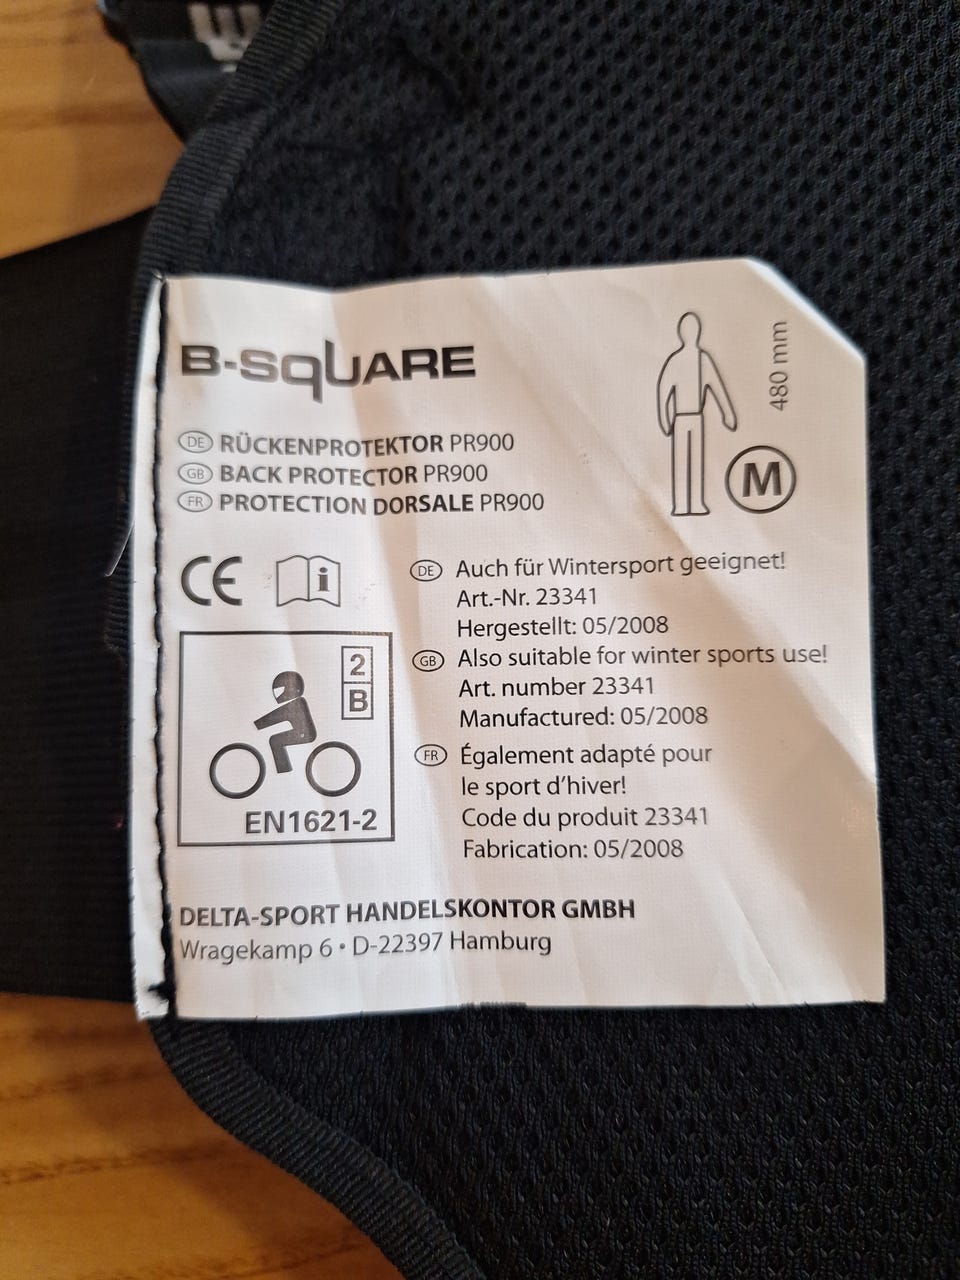 B-SQUARE
DE RÜCKENPROTEKTOR PR900
GB BACK PROTECTOR PR900
FR PROTECTION DORSALE PR900
480 mm
M
CE
i
2
B
EN1621-2
DE Auch für Wintersport geeignet!
Art.-Nr. 23341
Hergestellt: 05/2008
GB Also suitable for winter sports use!
Art. number 23341
Manufactured: 05/2008
FR Également adapté pour
le sport d'hiver!
Code du produit 23341
Fabrication: 05/2008
DELTA-SPORT HANDELSKONTOR GMBH
Wragekamp 6 • D-22397 Hamburg